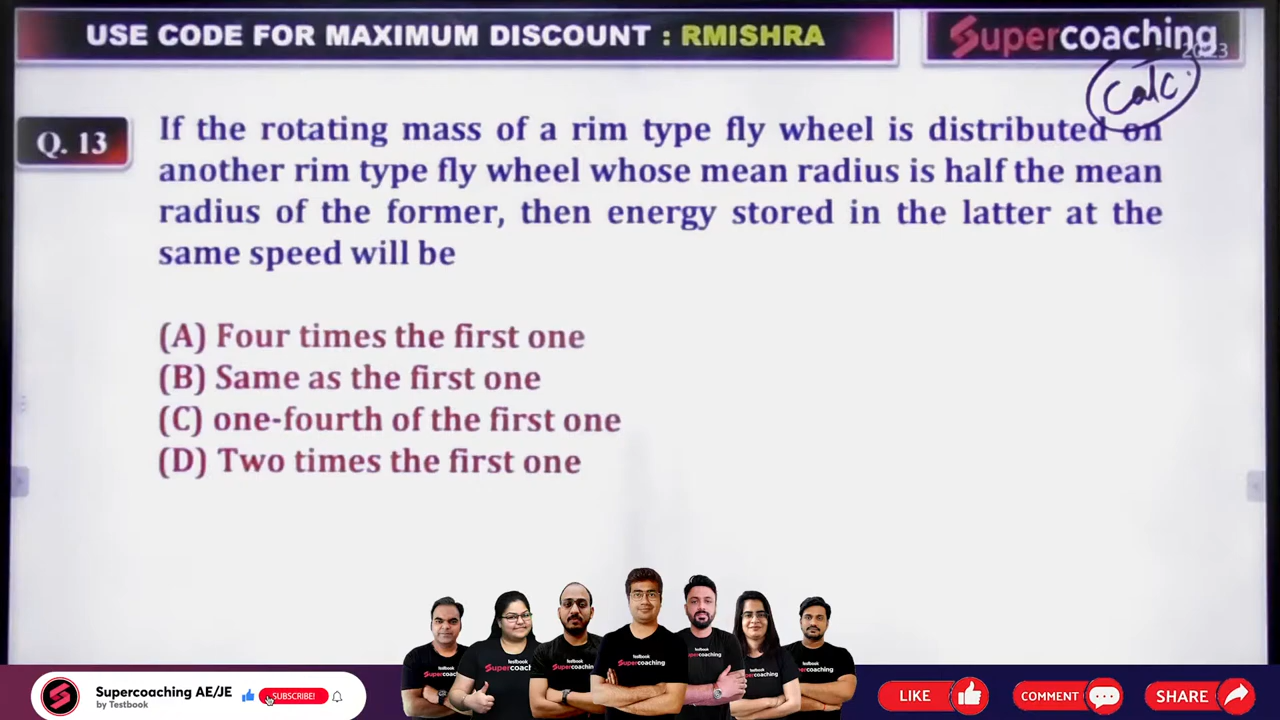 USE CODE FOR MAXIMUM DISCOUNT : RMISHRA
Supercoaching
2023
Calc
Q. 13
If the rotating mass of a rim type fly wheel is distributed on
another rim type fly wheel whose mean radius is half the mean
radius of the former, then energy stored in the latter at the
same speed will be
(A) Four times the first one
(B) Same as the first one
(C) one-fourth of the first one
(D) Two times the first one
Supercoaching AE/JE
by Testbook
SUBSCRIBE!
LIKE
COMMENT
SHARE